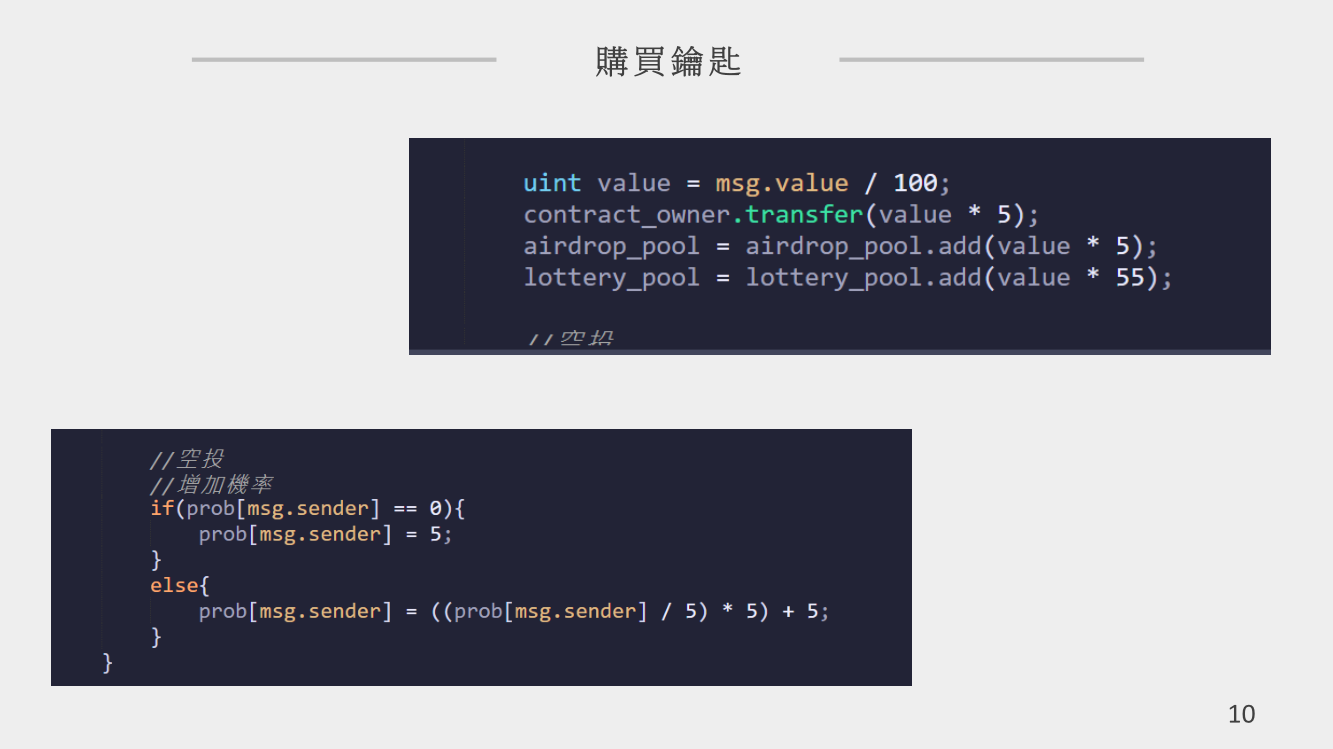 購買鑰匙
uint value = msg.value / 100;
contract_owner.transfer(value * 5);
airdrop_pool = airdrop_pool.add(value * 5);
lottery_pool = lottery_pool.add(value * 55);
//空投
//空投
//增加機率
if(prob[msg.sender] == 0){
prob[msg.sender] = 5;
}
else{
prob[msg.sender] = ((prob[msg.sender] / 5) * 5) + 5;
}
}
10